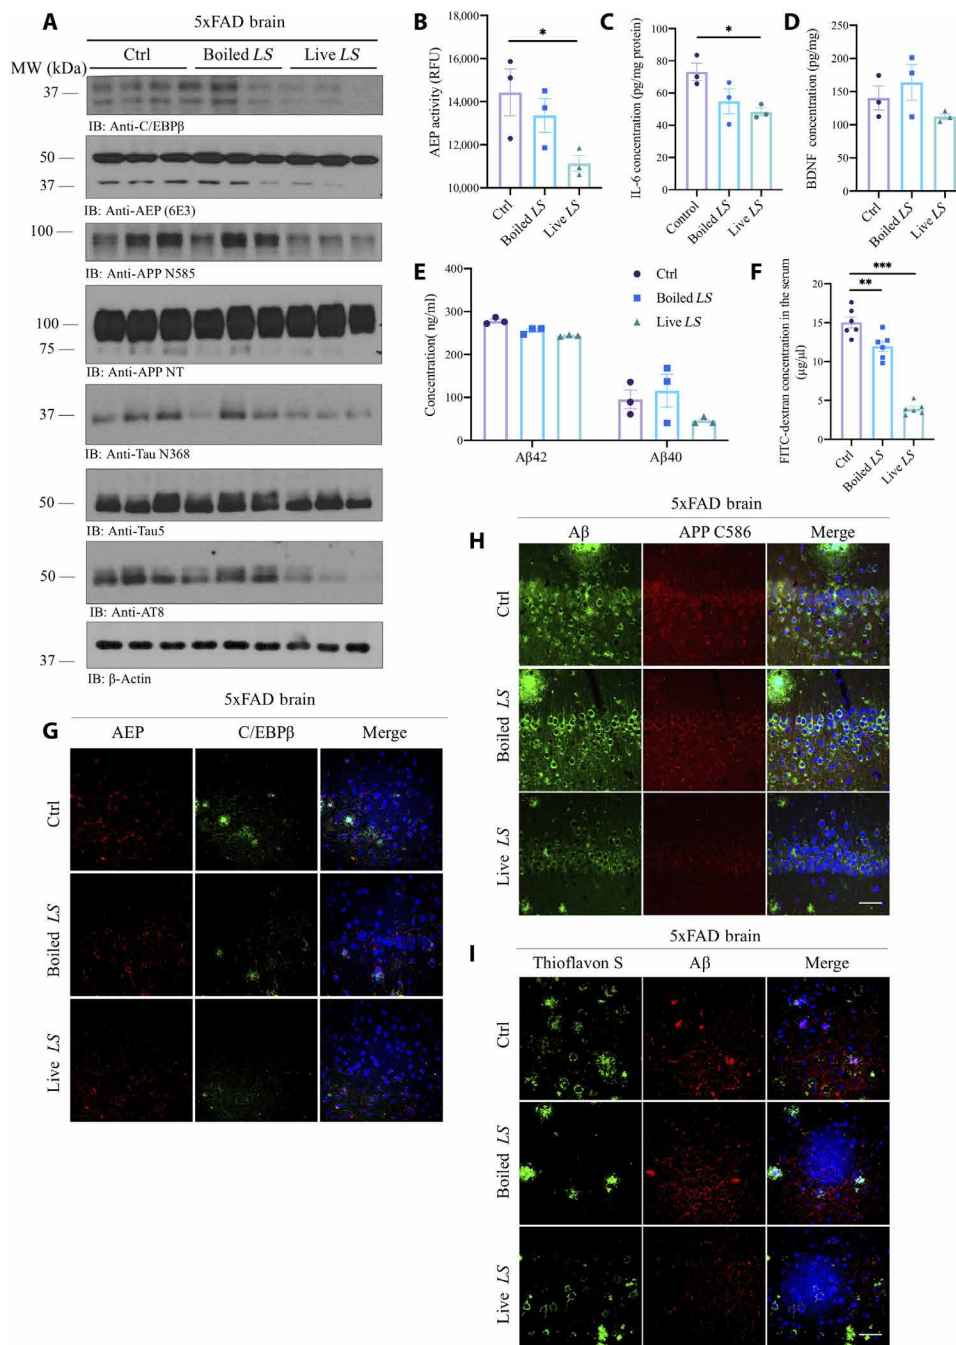 A
5xFAD brain
Ctrl Boiled LS Live LS
MW (kDa)
37
IB: Anti-C/EBPβ
50
37
IB: Anti-AEP (6E3)
100
IB: Anti-APP N585
100
75
IB: Anti-APP NT
37
IB: Anti-Tau N368
50
IB: Anti-Tau5
50
IB: Anti-AT8
37
IB: β-Actin
B
AEP activity (RFU)
16,000
14,000
12,000
10,000
*
Ctrl
Boiled LS
Live LS
C
IL-6 concentration (pg/mg protein)
100
80
60
40
20
0
*
Control
Boiled LS
Live LS
D
BDNF concentration (pg/mg)
250
200
150
100
50
0
Ctrl
Boiled LS
Live LS
E
Concentration( ng/ml)
400
300
200
100
0
Aβ42
Aβ40
Ctrl
Boiled LS
Live LS
F
FITC-dextran concentration in the serum
(μg/μl)
20
15
10
5
0
***
**
Ctrl
Boiled LS
Live LS
G
5xFAD brain
AEP C/EBPβ Merge
Ctrl
Boiled LS
Live LS
H
5xFAD brain
Aβ APP C586 Merge
Ctrl
Boiled LS
Live LS
I
5xFAD brain
Thioflavon S Aβ Merge
Ctrl
Boiled LS
Live LS